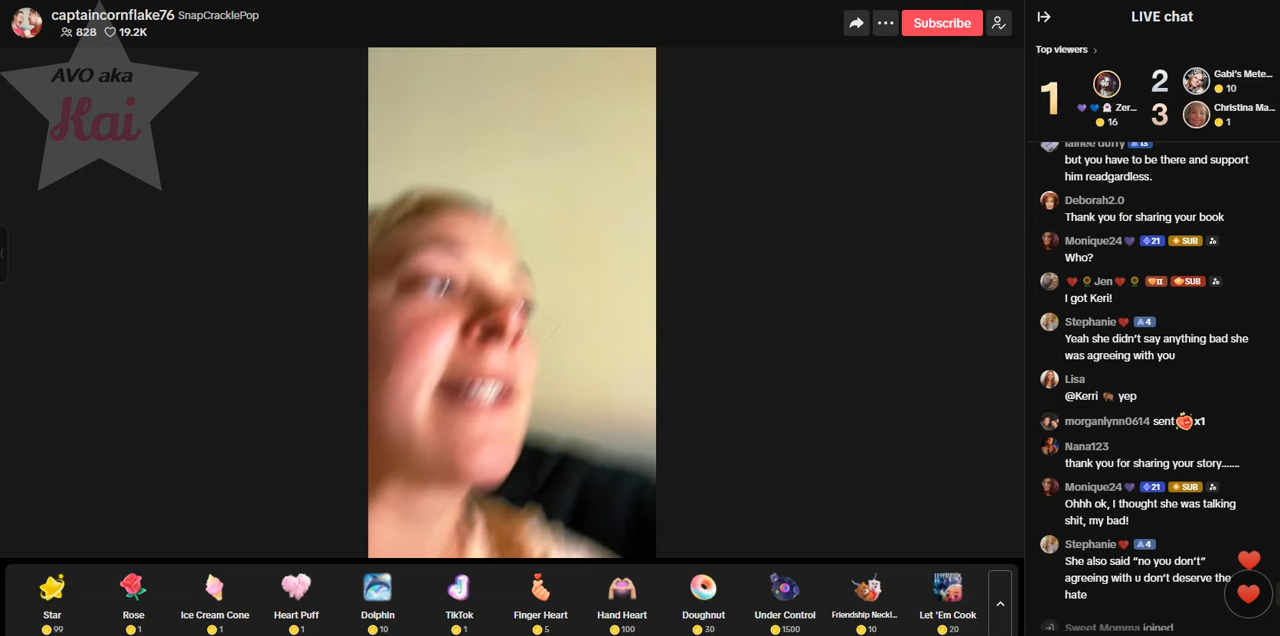 captaincornflake76 SnapCracklePop
828 19.2K
Subscribe
AVO aka
Kai
LIVE chat
Top viewers
1
Zer...
16
2
Gabi's Mete...
10
3
Christina Ma...
1
13
but you have to be there and support
him readgardless.
Deborah2.0
Thank you for sharing your book
Monique24 21 SUB
Who?
Jen II SUB
I got Keri!
Stephanie 4
Yeah she didn't say anything bad she
was agreeing with you
Lisa
@Kerri yep
morganlynn0614 sent x1
Nana123
thank you for sharing your story.......
Monique24 21 SUB
Ohhh ok, I thought she was talking
shit, my bad!
Stephanie 4
She also said “no you don’t”
agreeing with u don’t deserve the
hate
Sweet Momma joined
Star
99
Rose
1
Ice Cream Cone
1
Heart Puff
1
Dolphin
10
TikTok
1
Finger Heart
5
Hand Heart
100
Doughnut
30
Under Control
1500
Friendship Neckl...
10
Let 'Em Cook
20